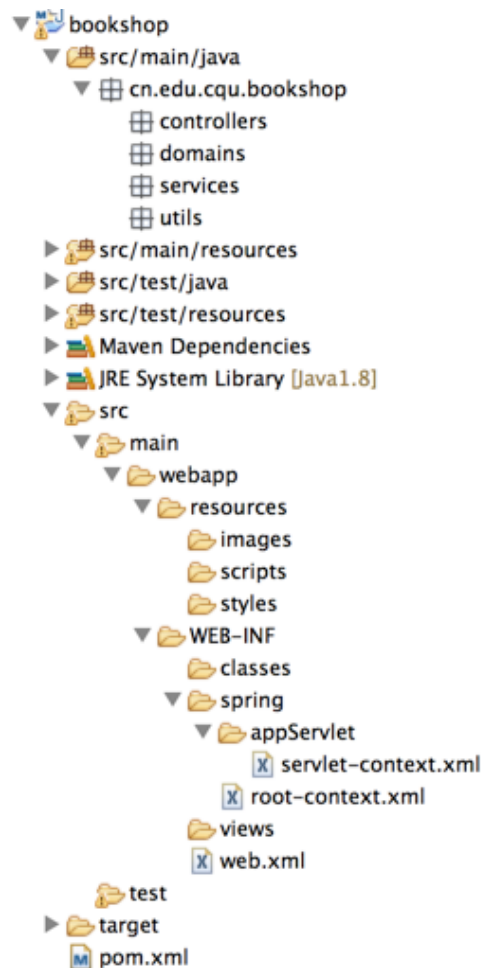 bookshop
src/main/java
cn.edu.cqu.bookshop
controllers
domains
services
utils
src/main/resources
src/test/java
src/test/resources
Maven Dependencies
JRE System Library [Java1.8]
src
main
webapp
resources
images
scripts
styles
WEB-INF
classes
spring
appServlet
servlet-context.xml
root-context.xml
views
web.xml
test
target
pom.xml